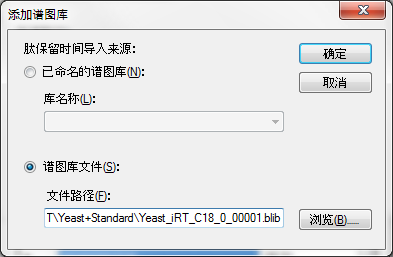 添加谱图库
肽保留时间导入来源:
确定
已命名的谱图库(N):
取消
库名称(L):
谱图库文件(S):
文件路径(F):
T\Yeast+Standard\Yeast_iRT_C18_0_00001.blib
浏览(B)......